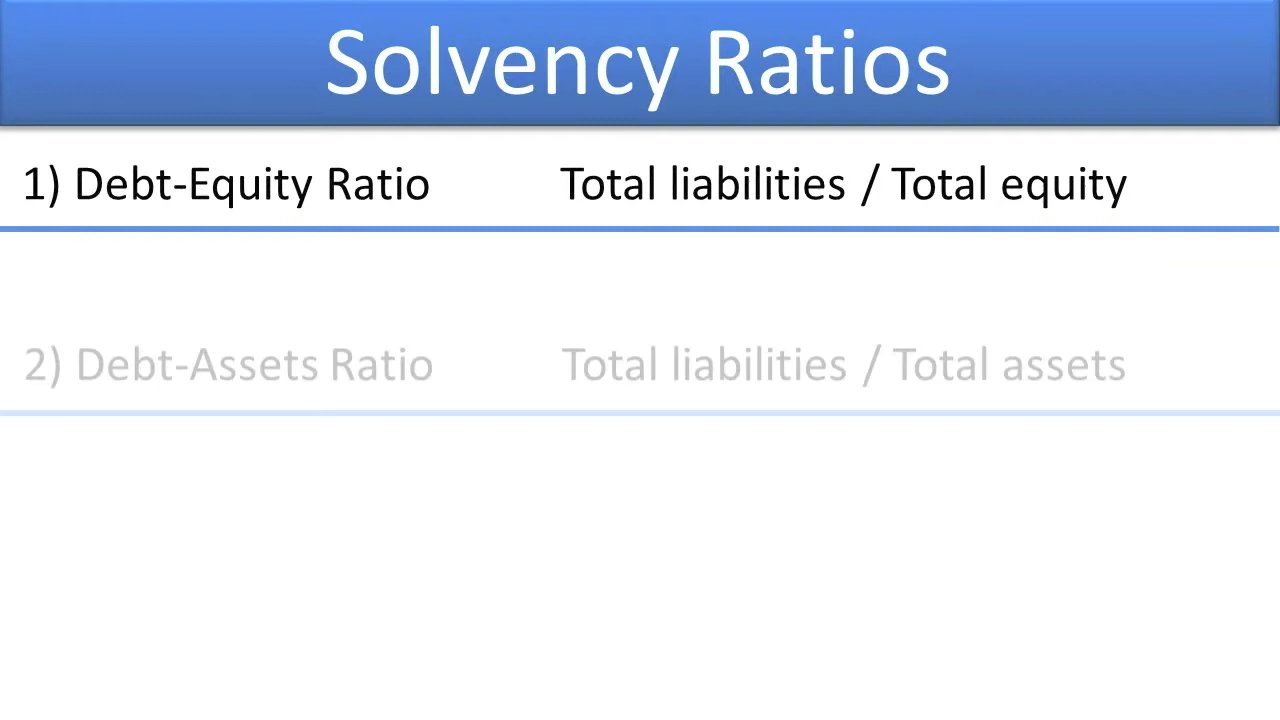 Solvency Ratios
1) Debt-Equity Ratio Total liabilities / Total equity
2) Debt-Assets Ratio Total liabilities / Total assets